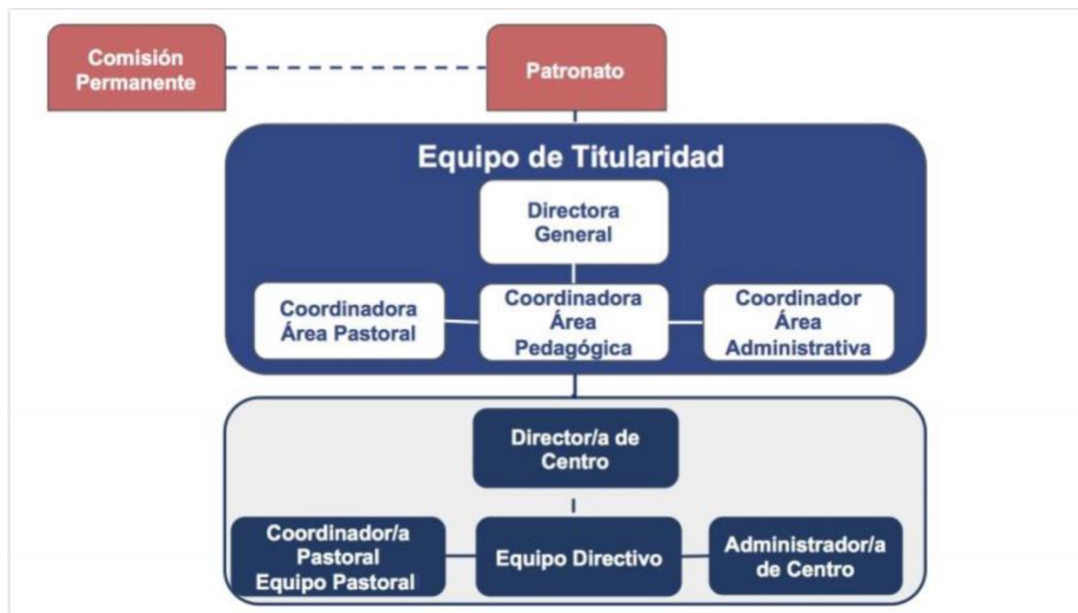 Comisión
Permanente
Patronato
Equipo de Titularidad
Directora
General
Coordinadora
Área Pastoral
Coordinadora
Área
Pedagógica
Coordinador
Área
Administrativa
Director/a de
Centro
Coordinador/a
Pastoral
Equipo Pastoral
Equipo Directivo
Administrador/a
de Centro